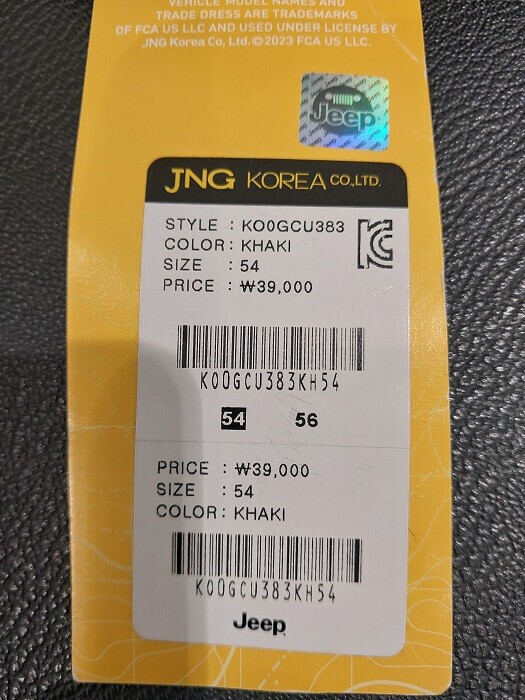 VEHICLE MODEL NAMES AND
TRADE DRESS ARE TRADEMARKS
OF FCA US LLC AND USED UNDER LICENSE BY
JNG Korea Co, Ltd.©2023 FCA US LLC.
Jeep
JNG KOREA CO.,LTD.
STYLE : KO0GCU383
COLOR : KHAKI
SIZE : 54
PRICE : ₩39,000
KO0GCU383KH54
54 56
PRICE : ₩39,000
SIZE : 54
COLOR : KHAKI
KO0GCU383KH54
Jeep